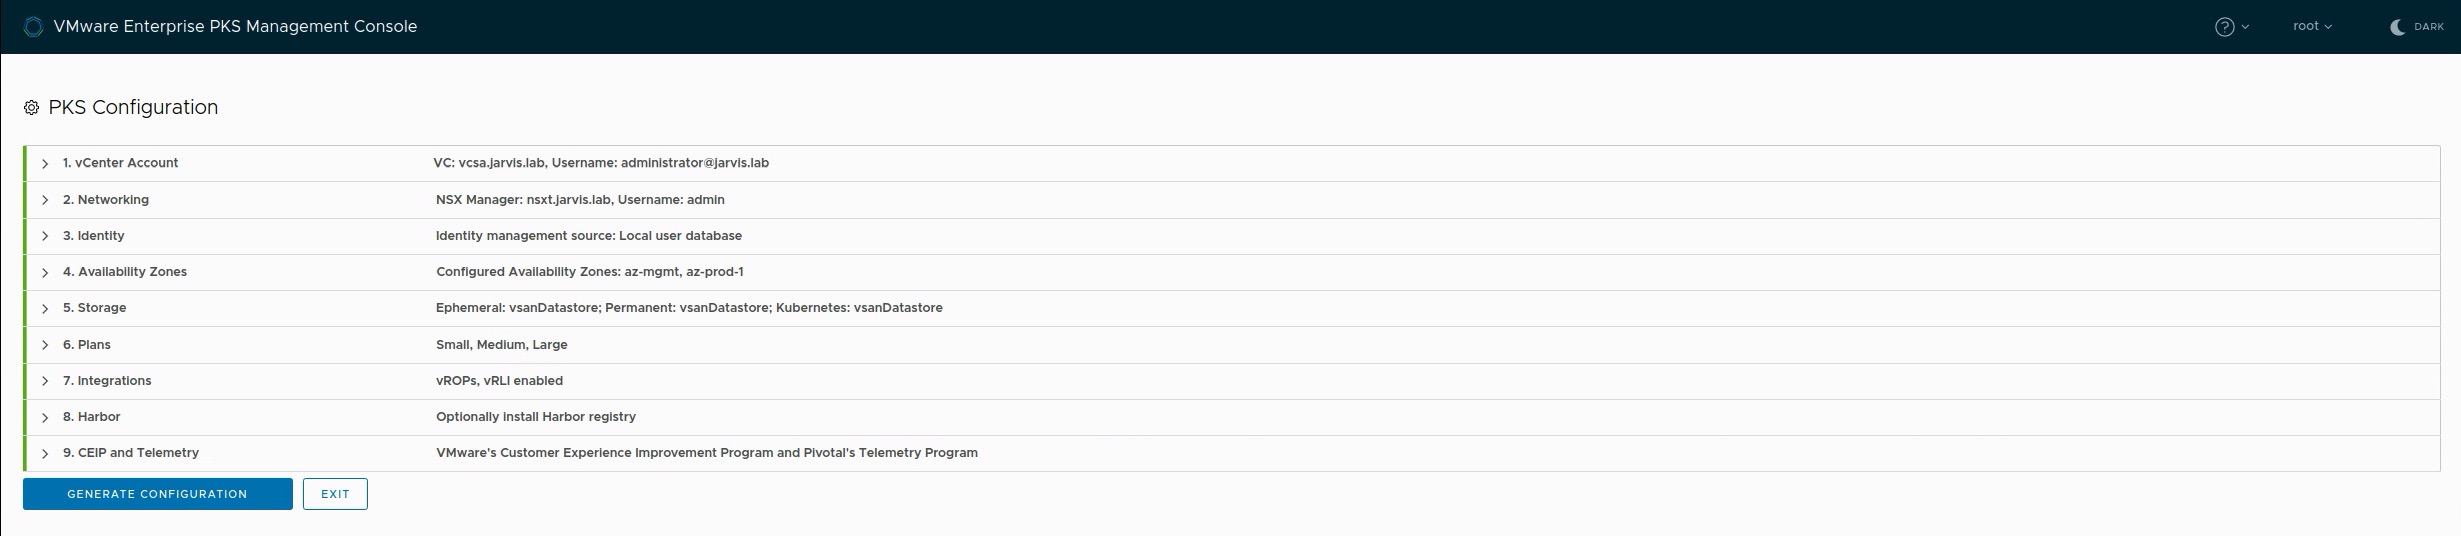 VMware Enterprise PKS Management Console
root
DARK
PKS Configuration
1. vCenter Account VC: vcsa.jarvis.lab, Username: administrator@jarvis.lab
2. Networking NSX Manager: nsxt.jarvis.lab, Username: admin
3. Identity Identity management source: Local user database
4. Availability Zones Configured Availability Zones: az-mgmt, az-prod-1
5. Storage Ephemeral: vsanDatastore; Permanent: vsanDatastore; Kubernetes: vsanDatastore
6. Plans Small, Medium, Large
7. Integrations vROPs, vRLI enabled
8. Harbor Optionally install Harbor registry
9. CEIP and Telemetry VMware's Customer Experience Improvement Program and Pivotal's Telemetry Program
GENERATE CONFIGURATION EXIT